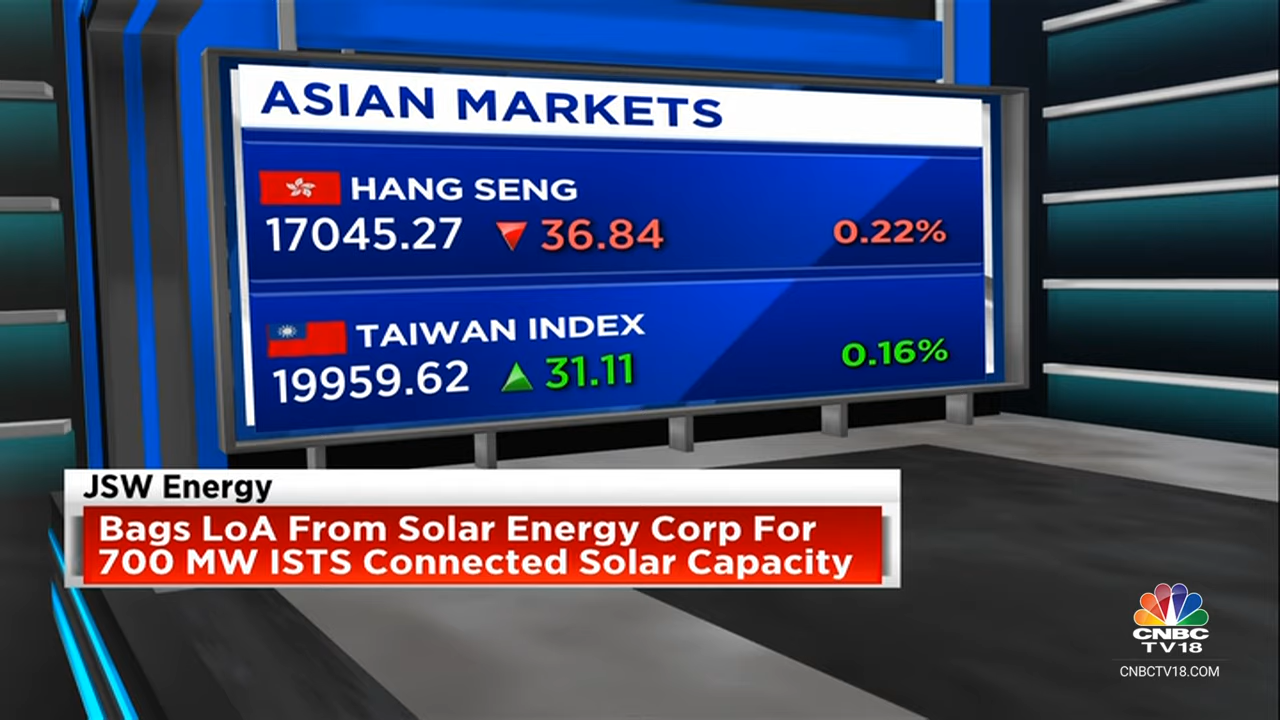 ASIAN MARKETS
HANG SENG
17045.27 ▼ 36.84 0.22%
TAIWAN INDEX
19959.62 ▲ 31.11 0.16%
JSW Energy
Bags LoA From Solar Energy Corp For
700 MW ISTS Connected Solar Capacity
CNBC
TV18
CNBCTV18.COM